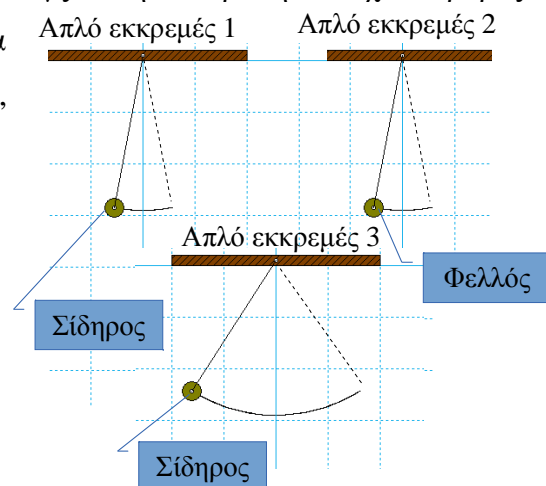 Απλό εκκρεμές 1
Απλό εκκρεμές 2
α
,
Απλό εκκρεμές 3
Φελλός
Σίδηρος
Σίδηρος